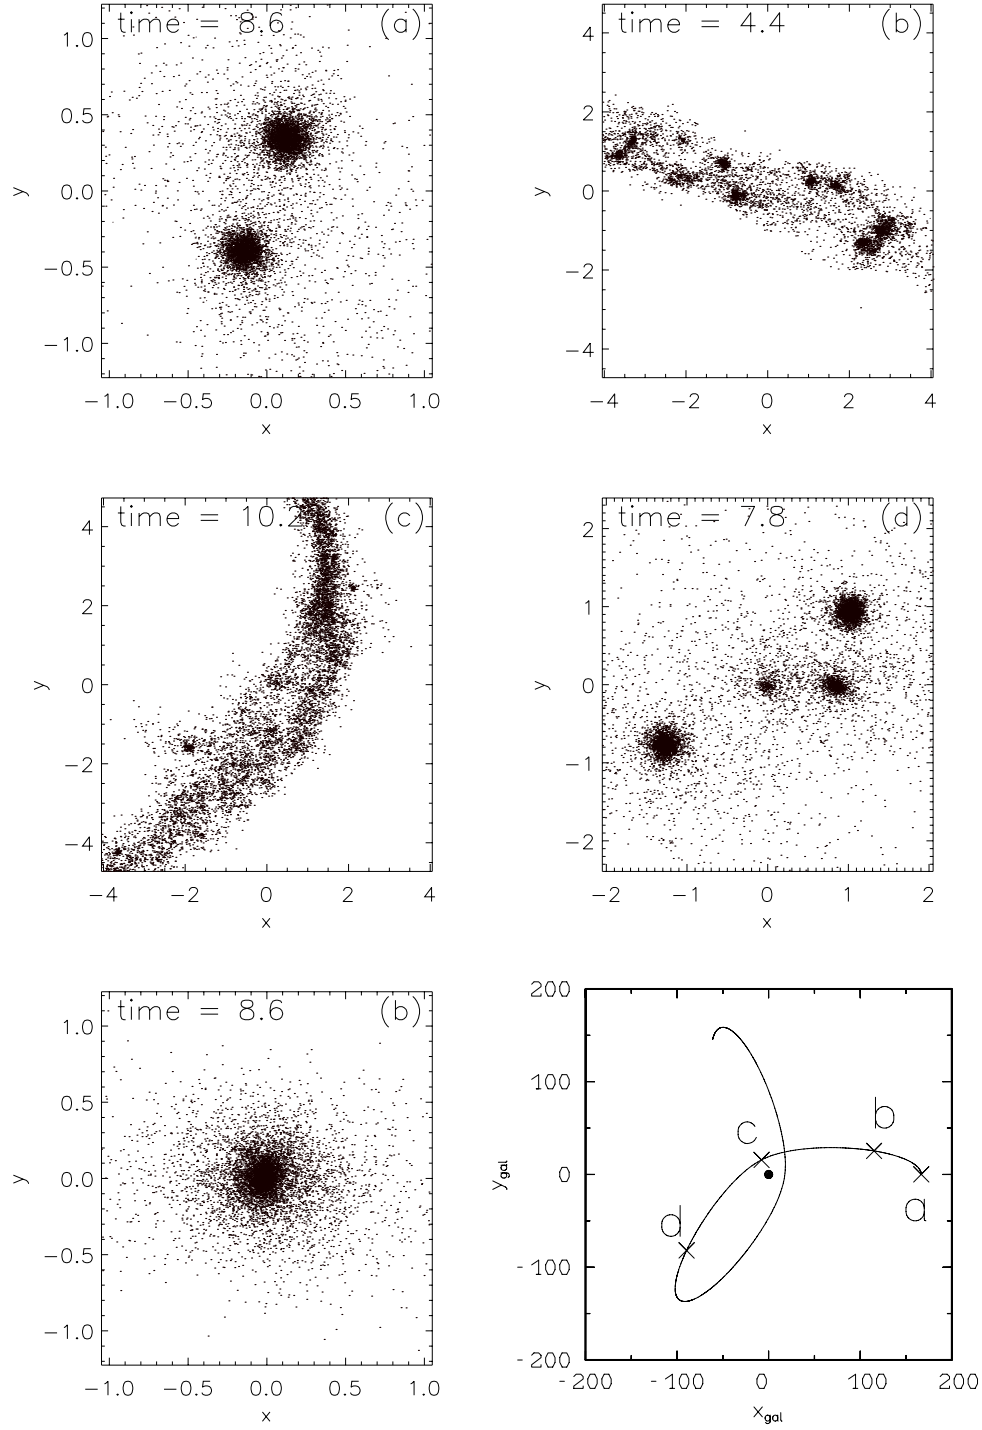 time = 8.6 (a)
1.0
0.5
0.0
−0.5
−1.0
y
−1.0 −0.5 0.0 0.5 1.0
x
time = 4.4 (b)
4
2
0
−2
−4
y
−4 −2 0 2 4
x
time = 10.2 (c)
4
2
0
−2
−4
y
−4 −2 0 2 4
x
time = 7.8 (d)
2
1
0
−1
−2
y
−2 −1 0 1 2
x
time = 8.6 (b)
1.0
0.5
0.0
−0.5
−1.0
y
−1.0 −0.5 0.0 0.5 1.0
x
200
100
0
-100
-200
ygal
c
b
a
d
-200 -100 0 100 200
xgal